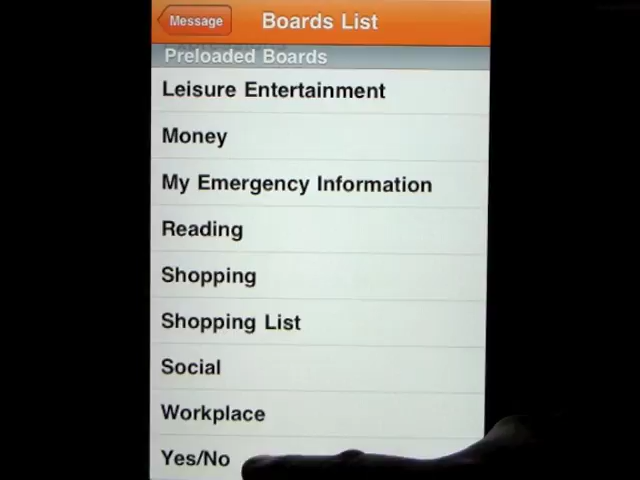 Message
Boards List
Preloaded Boards
Leisure Entertainment
Money
My Emergency Information
Reading
Shopping
Shopping List
Social
Workplace
Yes/No